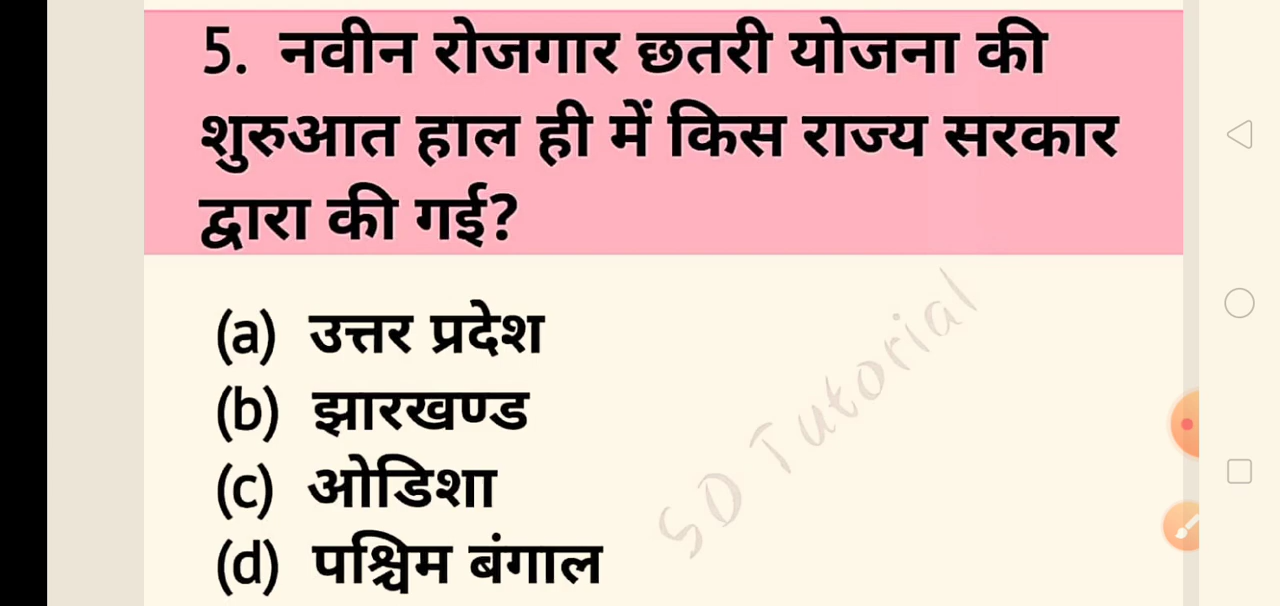 5. नवीन रोजगार छतरी योजना की
शुरुआत हाल ही में किस राज्य सरकार
द्वारा की गई?
(a) उत्तर प्रदेश
(b) झारखण्ड
(c) ओडिशा
(d) पश्चिम बंगाल
SD Tutorial